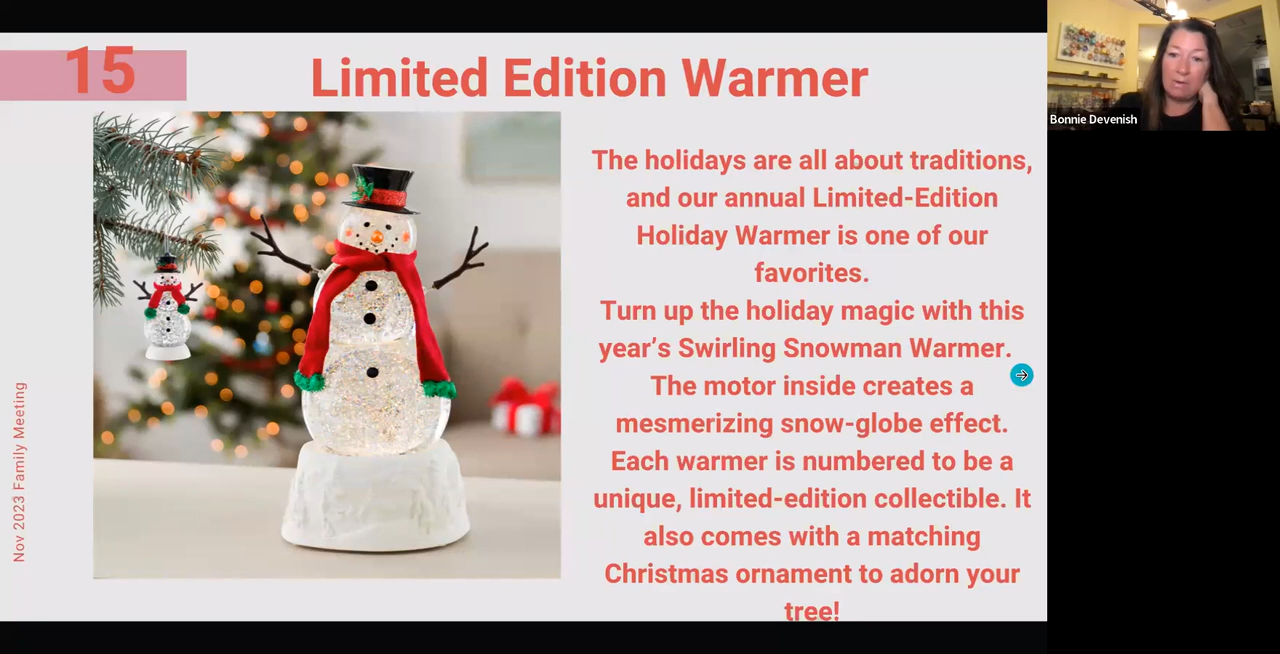 15
Limited Edition Warmer
The holidays are all about traditions,
and our annual Limited-Edition
Holiday Warmer is one of our
favorites.
Turn up the holiday magic with this
year’s Swirling Snowman Warmer.
The motor inside creates a
mesmerizing snow-globe effect.
Each warmer is numbered to be a
unique, limited-edition collectible. It
also comes with a matching
Christmas ornament to adorn your
tree!
Nov 2023 Family Meeting
Bonnie Devenish